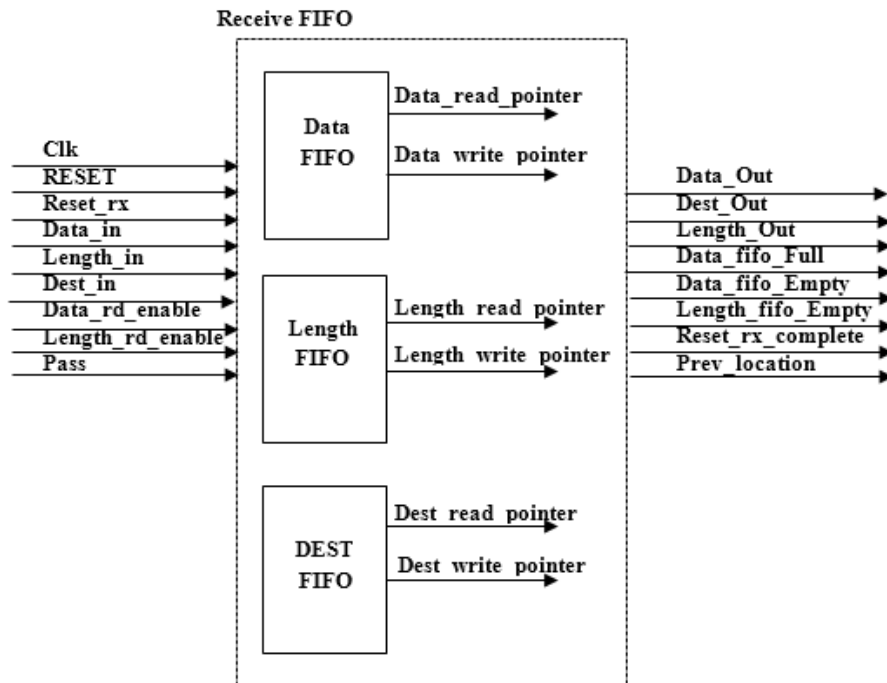 Receive FIFO
Clk
RESET
Reset_rx
Data_in
Length_in
Dest_in
Data_rd_enable
Length_rd_enable
Pass
Data
FIFO
Data_read_pointer
Data write pointer
Length
FIFO
Length read pointer
Length write pointer
DEST
FIFO
Dest read pointer
Dest write pointer
Data_Out
Dest_Out
Length_Out
Data_fifo_Full
Data_fifo_Empty
Length_fifo_Empty
Reset_rx_complete
Prev_location